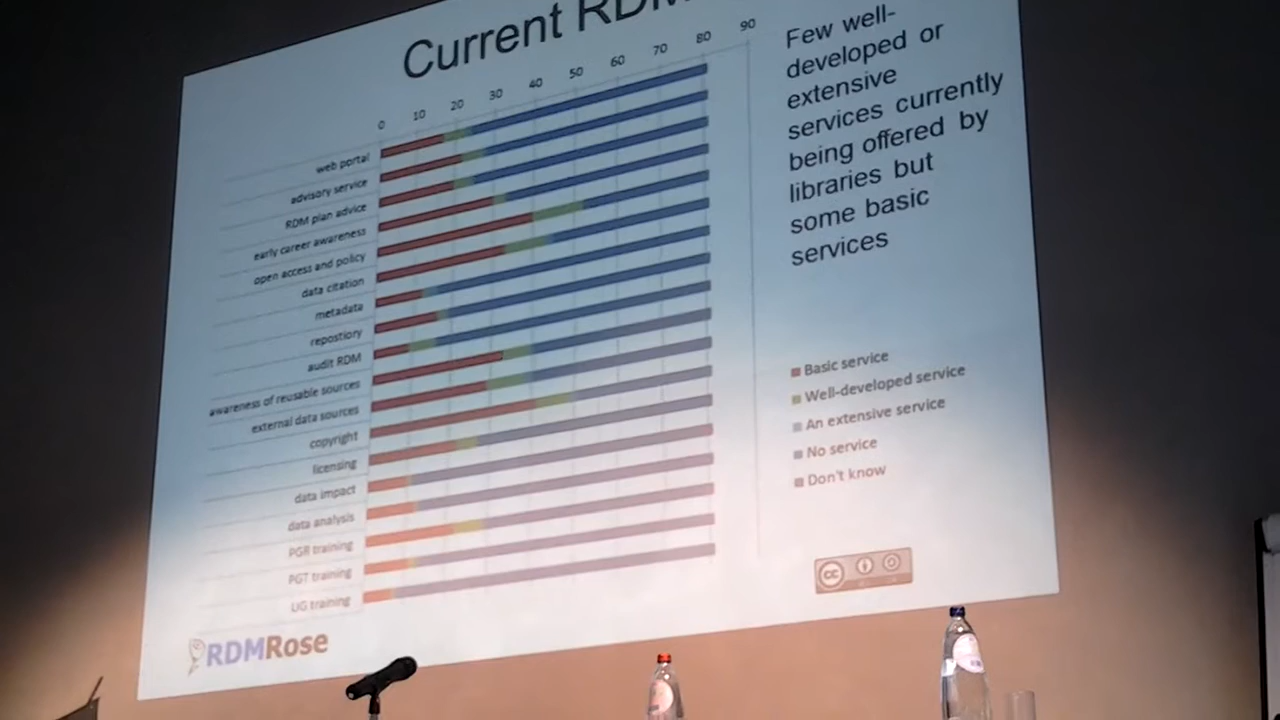 Current RDM
0 10 20 30 40 50 60 70 80 90
web portal
advisory service
RDM plan advice
early career awareness
open access and policy
data citation
metadata
repostiory
audit RDM
awareness of reusable sources
external data sources
copyright
licensing
data impact
data analysis
PGR training
PGT training
UG training
Few well-
developed or
extensive
services currently
being offered by
libraries but
some basic
services
Basic service
Well-developed service
An extensive service
No service
Don't know
cc
RDMRose